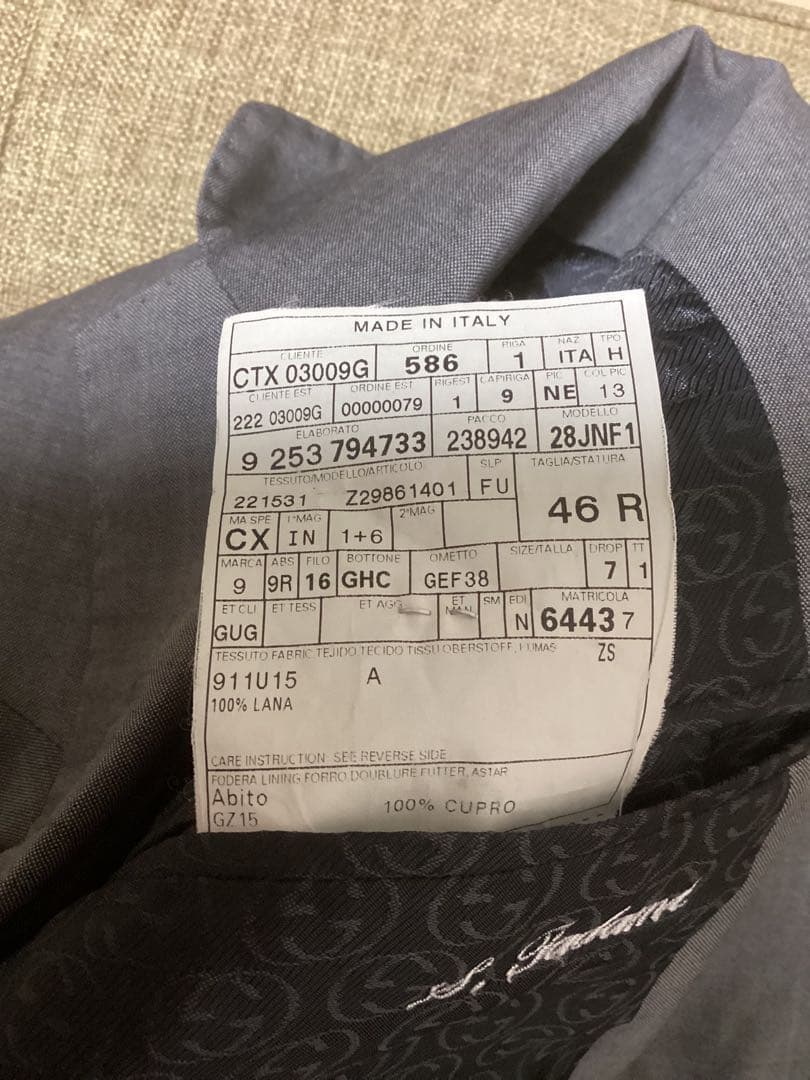 MADE IN ITALY
CLIENTE ORDINE RIGA NAZ TPO
CTX 03009G 586 1 ITA H
CLIENTE EST ORDINE EST RIGEST CAPIRIGA PIC COL PIC
222 03009G 00000079 1 9 NE 13
ELABORATO PACCO MODELLO
9 253 794733 238942 28JNF1
TESSUTO/MODELLO/ARTICOLO SLP TAGLIA/STATURA
221531 Z29861401 FU 46 R
MA SPE 1°MAG 2°MAG
CX IN 1+6
MARCA ABS FILO BOTTONE OMETTO SIZE/TALLA DROP TT
9 9R 16 GHC GEF38 7 1
ET CLI ET TESS ET AGG ET MAN SM EDI MATRICOLA
GUG N 64437
TESSUTO FABRIC TEJIDO TECIDO TISSU OBERSTOFF, KUMAS ZS
911U15 A
100% LANA
CARE INSTRUCTION: SEE REVERSE SIDE
FODERA LINING FORRO DOUBLURE FUTTER, ASTAR
Abito 100% CUPRO
GZ15
S.